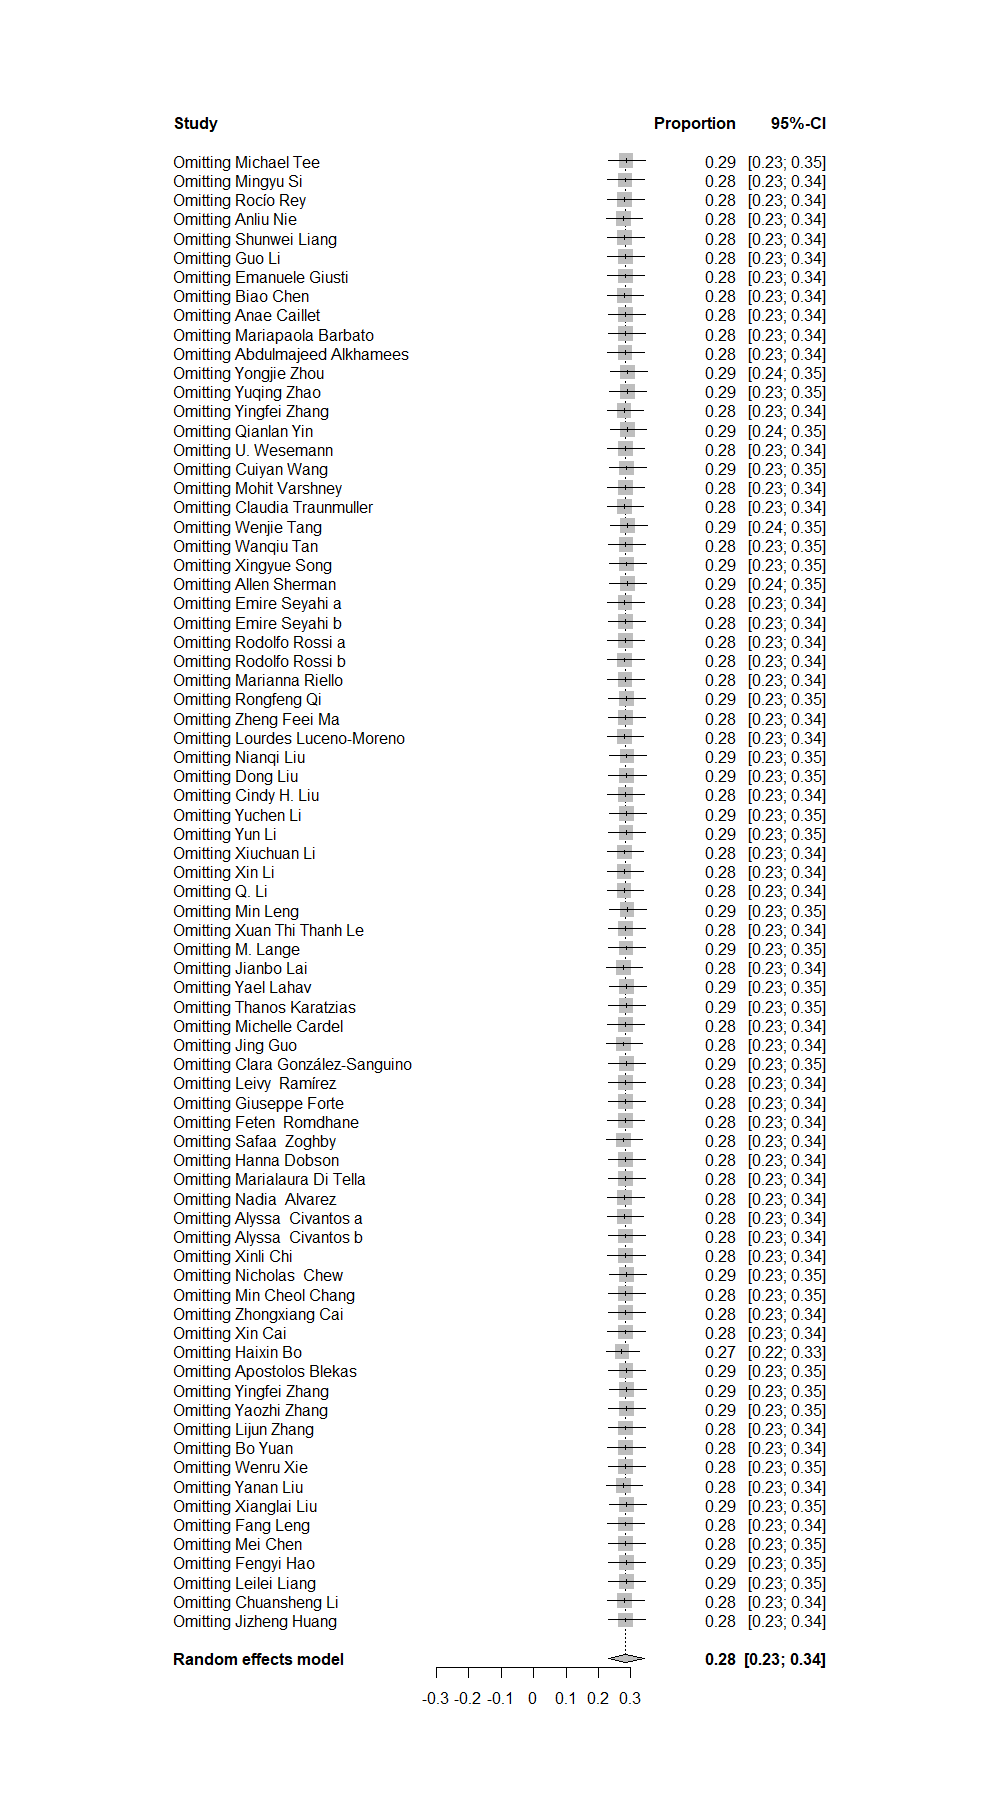 Study Proportion 95%-CI
Omitting Michael Tee 0.29 [0.23; 0.35]
Omitting Mingyu Si 0.28 [0.23; 0.34]
Omitting Rocío Rey 0.28 [0.23; 0.34]
Omitting Anliu Nie 0.28 [0.23; 0.34]
Omitting Shunwei Liang 0.28 [0.23; 0.34]
Omitting Guo Li 0.28 [0.23; 0.34]
Omitting Emanuele Giusti 0.28 [0.23; 0.34]
Omitting Biao Chen 0.28 [0.23; 0.34]
Omitting Anae Caillet 0.28 [0.23; 0.34]
Omitting Mariapaola Barbato 0.28 [0.23; 0.34]
Omitting Abdulmajeed Alkhamees 0.28 [0.23; 0.34]
Omitting Yongjie Zhou 0.29 [0.24; 0.35]
Omitting Yuqing Zhao 0.29 [0.23; 0.35]
Omitting Yingfei Zhang 0.28 [0.23; 0.34]
Omitting Qianlan Yin 0.29 [0.24; 0.35]
Omitting U. Wesemann 0.28 [0.23; 0.34]
Omitting Cuiyan Wang 0.29 [0.23; 0.35]
Omitting Mohit Varshney 0.28 [0.23; 0.34]
Omitting Claudia Traunmuller 0.28 [0.23; 0.34]
Omitting Wenjie Tang 0.29 [0.24; 0.35]
Omitting Wanqiu Tan 0.28 [0.23; 0.35]
Omitting Xingyue Song 0.29 [0.23; 0.35]
Omitting Allen Sherman 0.29 [0.24; 0.35]
Omitting Emire Seyahi a 0.28 [0.23; 0.34]
Omitting Emire Seyahi b 0.28 [0.23; 0.34]
Omitting Rodolfo Rossi a 0.28 [0.23; 0.34]
Omitting Rodolfo Rossi b 0.28 [0.23; 0.34]
Omitting Marianna Riello 0.28 [0.23; 0.34]
Omitting Rongfeng Qi 0.29 [0.23; 0.35]
Omitting Zheng Feei Ma 0.28 [0.23; 0.34]
Omitting Lourdes Luceno-Moreno 0.28 [0.23; 0.34]
Omitting Nianqi Liu 0.29 [0.23; 0.35]
Omitting Dong Liu 0.29 [0.23; 0.35]
Omitting Cindy H. Liu 0.28 [0.23; 0.34]
Omitting Yuchen Li 0.29 [0.23; 0.35]
Omitting Yun Li 0.29 [0.23; 0.35]
Omitting Xiuchuan Li 0.28 [0.23; 0.34]
Omitting Xin Li 0.28 [0.23; 0.34]
Omitting Q. Li 0.28 [0.23; 0.34]
Omitting Min Leng 0.29 [0.23; 0.35]
Omitting Xuan Thi Thanh Le 0.28 [0.23; 0.34]
Omitting M. Lange 0.29 [0.23; 0.35]
Omitting Jianbo Lai 0.28 [0.23; 0.34]
Omitting Yael Lahav 0.29 [0.23; 0.35]
Omitting Thanos Karatzias 0.29 [0.23; 0.35]
Omitting Michelle Cardel 0.28 [0.23; 0.34]
Omitting Jing Guo 0.28 [0.23; 0.34]
Omitting Clara González-Sanguino 0.29 [0.23; 0.35]
Omitting Leivy  Ramírez 0.28 [0.23; 0.34]
Omitting Giuseppe Forte 0.28 [0.23; 0.34]
Omitting Feten  Romdhane 0.28 [0.23; 0.34]
Omitting Safaa  Zoghby 0.28 [0.23; 0.34]
Omitting Hanna Dobson 0.28 [0.23; 0.34]
Omitting Marialaura Di Tella 0.28 [0.23; 0.34]
Omitting Nadia  Alvarez 0.28 [0.23; 0.34]
Omitting Alyssa  Civantos a 0.28 [0.23; 0.34]
Omitting Alyssa  Civantos b 0.28 [0.23; 0.34]
Omitting Xinli Chi 0.28 [0.23; 0.34]
Omitting Nicholas  Chew 0.29 [0.23; 0.35]
Omitting Min Cheol Chang 0.28 [0.23; 0.34]
Omitting Zhongxiang Cai 0.28 [0.23; 0.34]
Omitting Xin Cai 0.28 [0.23; 0.34]
Omitting Haixin Bo 0.27 [0.22; 0.33]
Omitting Apostolos Blekas 0.29 [0.23; 0.35]
Omitting Yingfei Zhang 0.29 [0.23; 0.35]
Omitting Yaozhi Zhang 0.29 [0.23; 0.35]
Omitting Lijun Zhang 0.28 [0.23; 0.34]
Omitting Bo Yuan 0.28 [0.23; 0.34]
Omitting Wenru Xie 0.28 [0.23; 0.35]
Omitting Yanan Liu 0.28 [0.23; 0.34]
Omitting Xianglai Liu 0.29 [0.23; 0.35]
Omitting Fang Leng 0.28 [0.23; 0.34]
Omitting Mei Chen 0.28 [0.23; 0.35]
Omitting Fengyi Hao 0.29 [0.23; 0.35]
Omitting Leilei Liang 0.29 [0.23; 0.35]
Omitting Chuansheng Li 0.28 [0.23; 0.34]
Omitting Jizheng Huang 0.28 [0.23; 0.34]
Random effects model 0.28 [0.23; 0.34]
-0.3 -0.2 -0.1 0 0.1 0.2 0.3